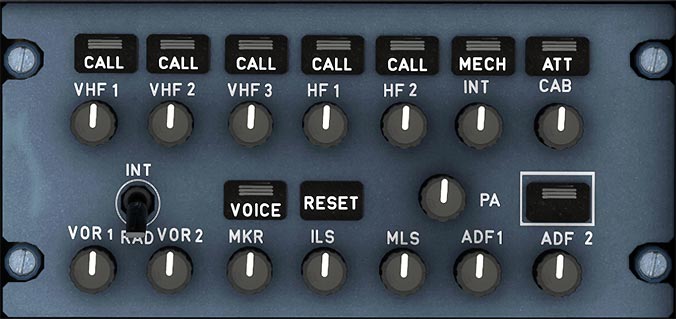 CALL CALL CALL CALL CALL MECH ATT
VHF 1 VHF 2 VHF 3 HF 1 HF 2 INT CAB
INT
VOICE RESET PA
VOR 1 RAD VOR 2 MKR ILS MLS ADF1 ADF 2